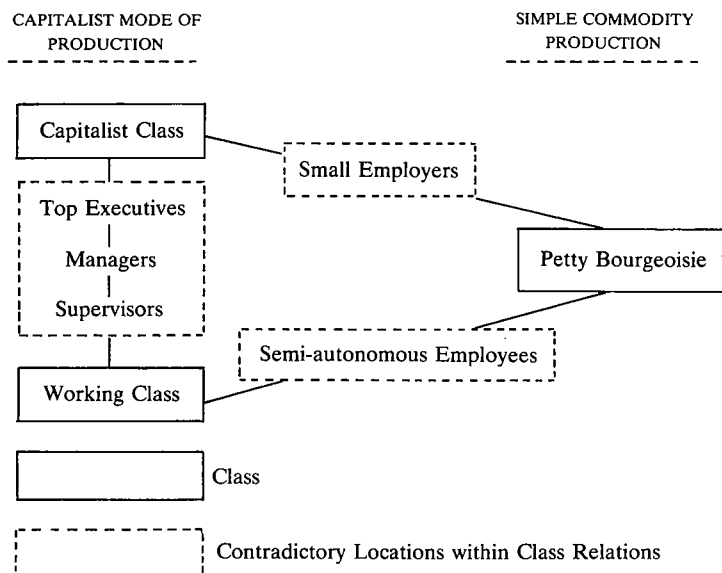 CAPITALIST MODE OF
PRODUCTION
SIMPLE COMMODITY
PRODUCTION
Capitalist Class
Small Employers
Top Executives
Managers
Supervisors
Petty Bourgeoisie
Semi-autonomous Employees
Working Class
Class
Contradictory Locations within Class Relations